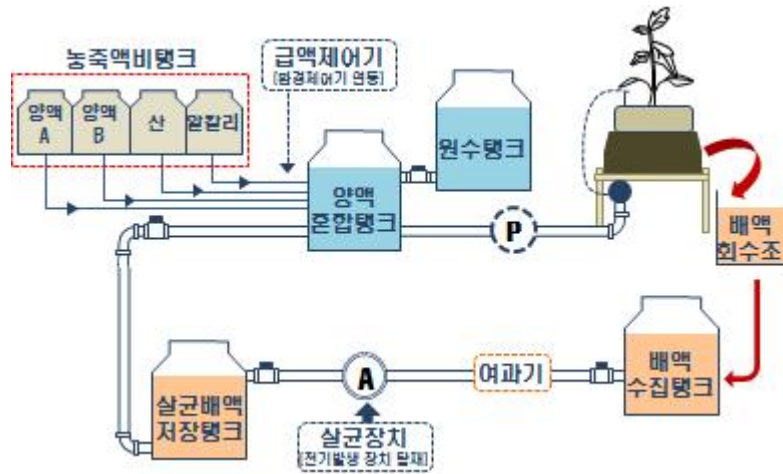 농축액비탱크
급액제어기
[환경제어기 연동]
양액
A
양액
B
산
알칼리
원수탱크
양액
혼합탱크
P
배액
회수조
살균배액
저장탱크
A
여과기
배액
수집탱크
살균장치
[전기발생 장치 탑재]